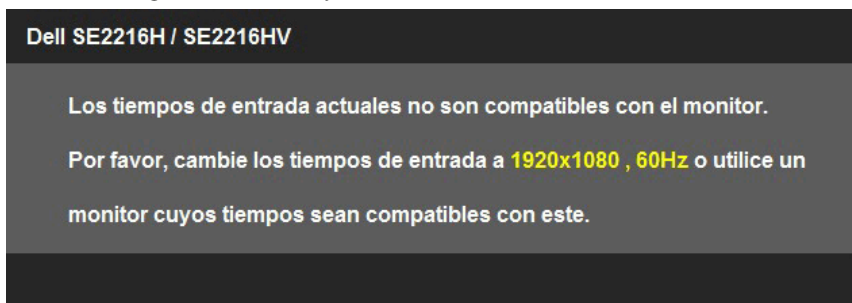 Dell SE2216H / SE2216HV
Los tiempos de entrada actuales no son compatibles con el monitor.
Por favor, cambie los tiempos de entrada a 1920x1080 , 60Hz o utilice un
monitor cuyos tiempos sean compatibles con este.